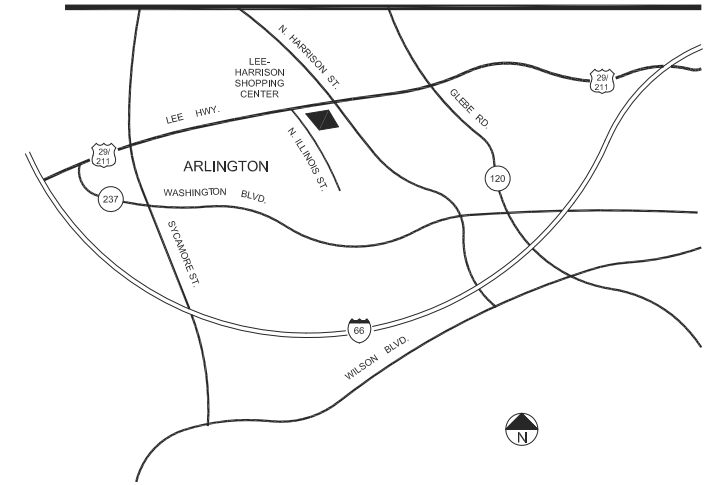 N. HARRISON ST.
LEE-
HARRISON
SHOPPING
CENTER
29/
211
GLEBE RD.
LEE HWY.
N. ILLINOIS ST.
29/
211
ARLINGTON
120
237
WASHINGTON BLVD.
SYCAMORE ST.
66
WILSON BLVD.
N